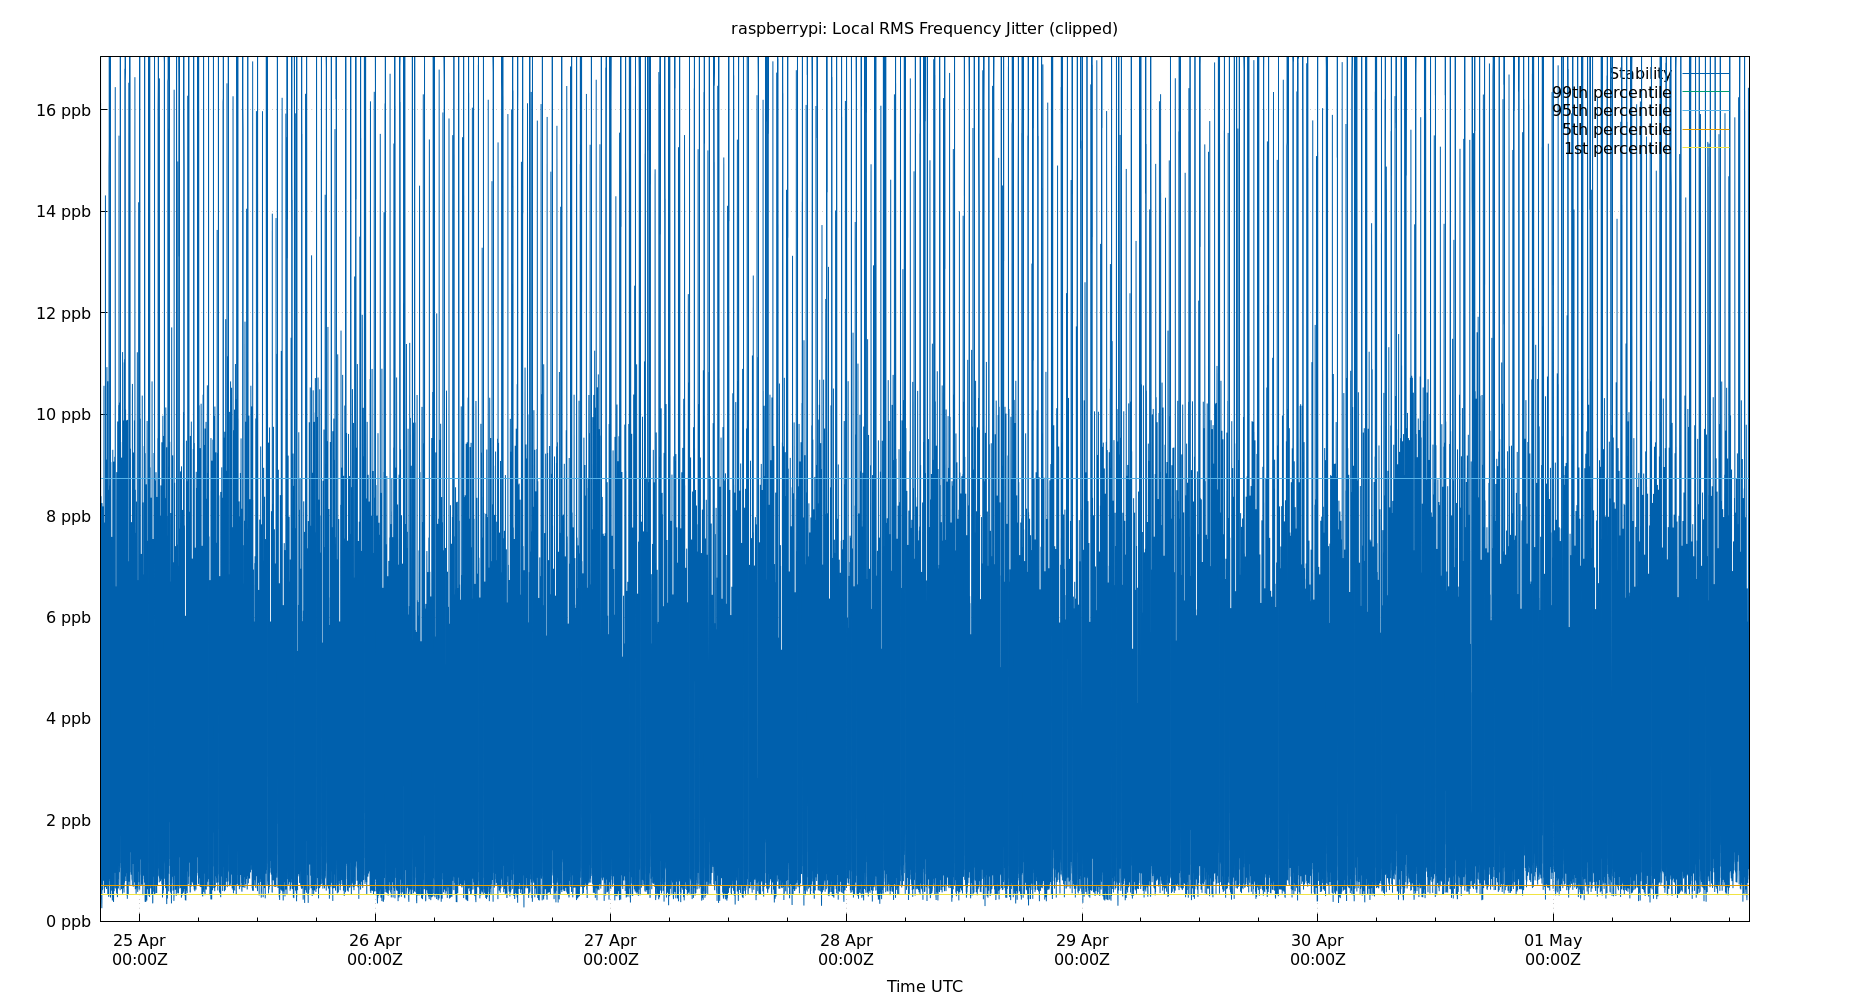 raspberrypi: Local RMS Frequency Jitter (clipped)
Stability
99th percentile
95th percentile
5th percentile
1st percentile
16 ppb
14 ppb
12 ppb
10 ppb
8 ppb
6 ppb
4 ppb
2 ppb
0 ppb
25 Apr 26 Apr 27 Apr 28 Apr 29 Apr 30 Apr 01 May
00:00Z 00:00Z 00:00Z 00:00Z 00:00Z 00:00Z 00:00Z
Time UTC